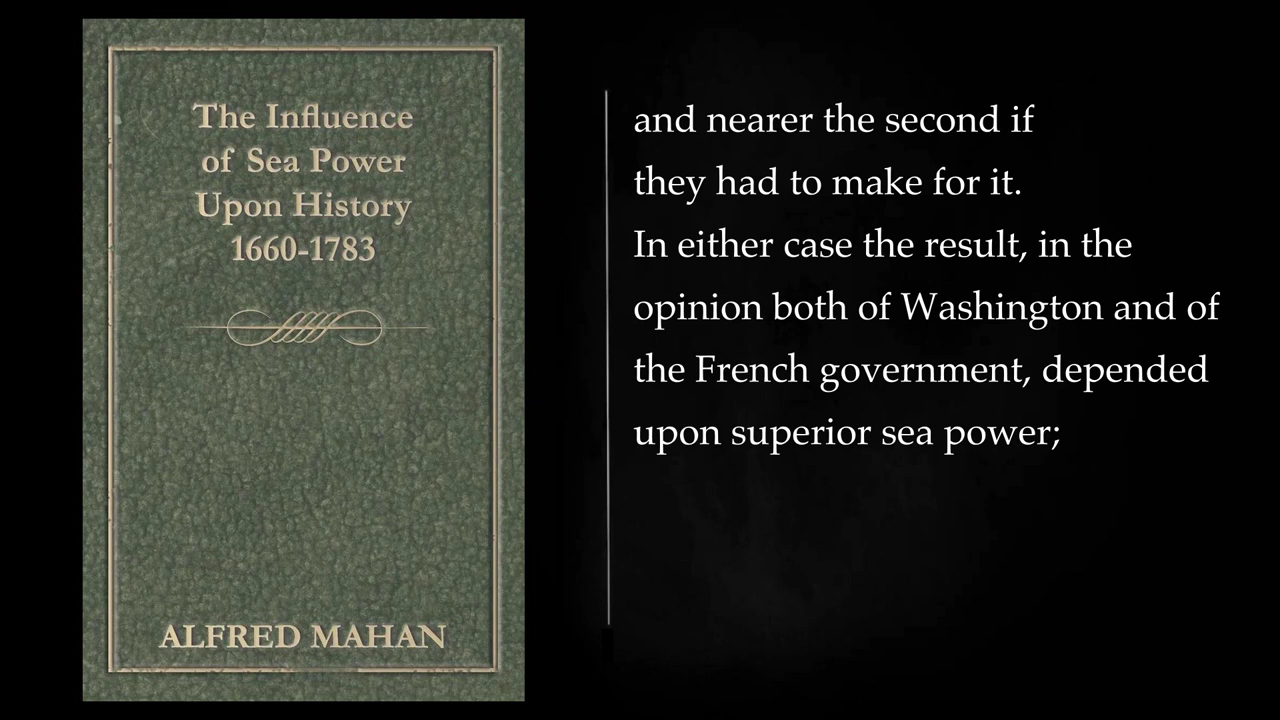 The Influence
of Sea Power
Upon History
1660-1783
ALFRED MAHAN
and nearer the second if
they had to make for it.
In either case the result, in the
opinion both of Washington and of
the French government, depended
upon superior sea power;